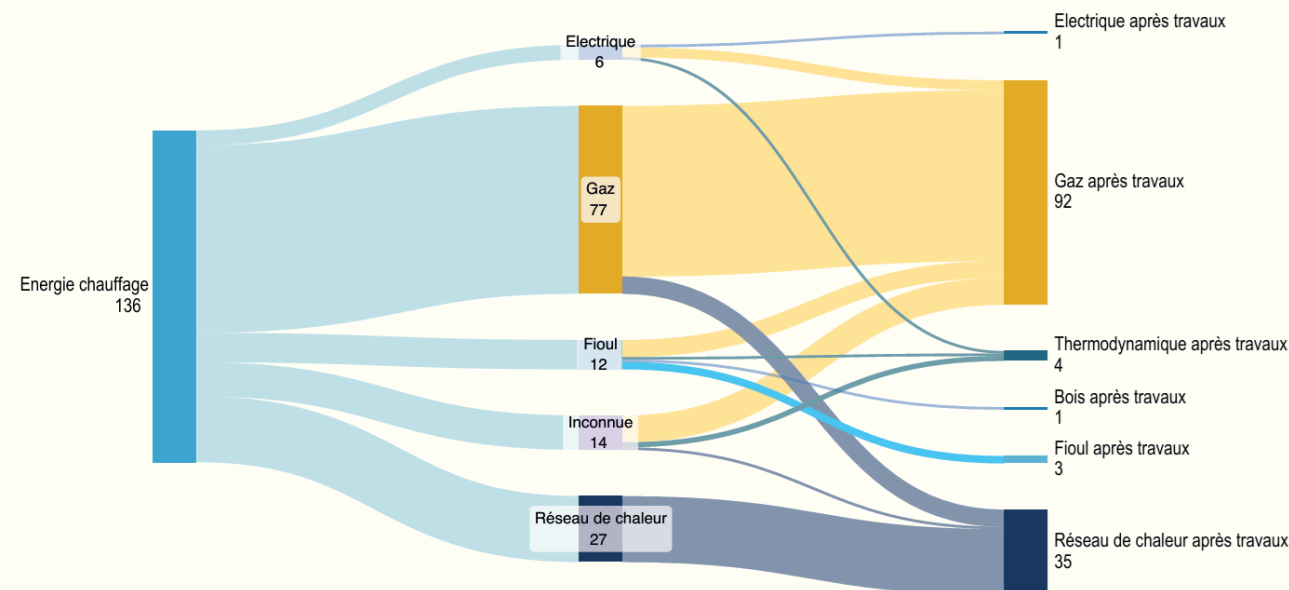 Energie chauffage
136
Electrique
6
Gaz
77
Fioul
12
Inconnue
14
Réseau de chaleur
27
Electrique après travaux
1
Gaz après travaux
92
Thermodynamique après travaux
4
Bois après travaux
1
Fioul après travaux
3
Réseau de chaleur après travaux
35